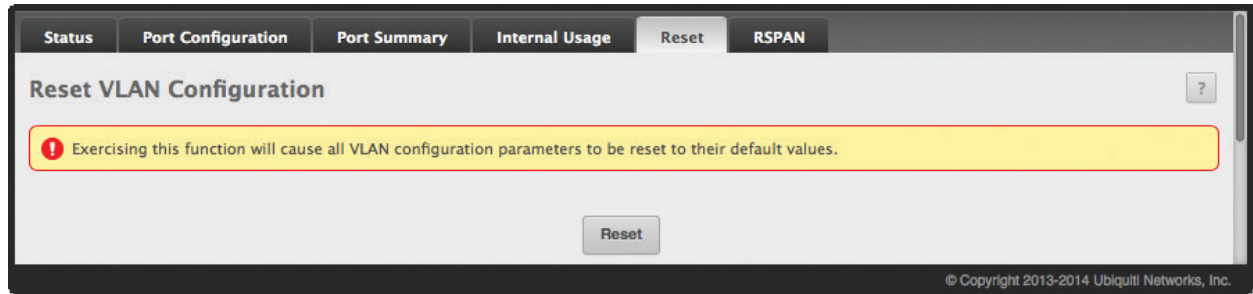 Status Port Configuration Port Summary Internal Usage Reset RSPAN
Reset VLAN Configuration ?
! Exercising this function will cause all VLAN configuration parameters to be reset to their default values.
Reset
© Copyright 2013-2014 Ubiquiti Networks, Inc.